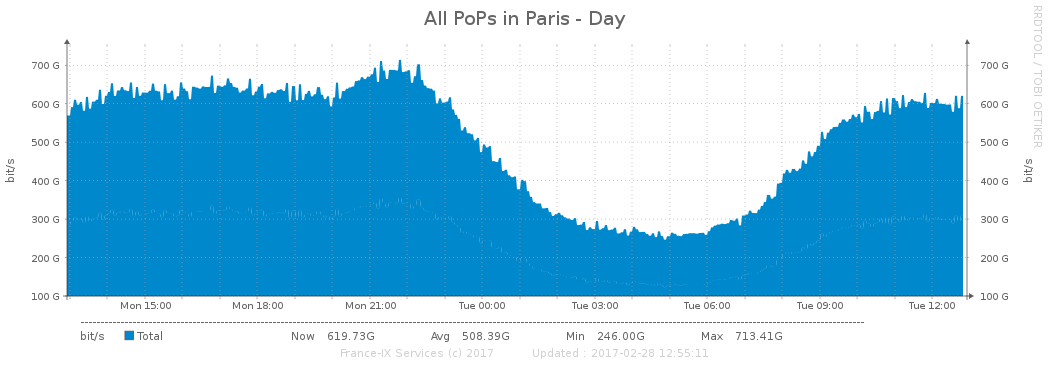 All PoPs in Paris - Day
RRDTOOL / TOBI OETIKER
700 G 700 G
600 G 600 G
500 G 500 G
400 G 400 G
300 G 300 G
200 G 200 G
100 G 100 G
bit/s bit/s
Mon 15:00 Mon 18:00 Mon 21:00 Tue 00:00 Tue 03:00 Tue 06:00 Tue 09:00 Tue 12:00
bit/s Total Now 619.73G Avg 508.39G Min 246.00G Max 713.41G
France-IX Services (c) 2017 Updated : 2017-02-28 12:55:11